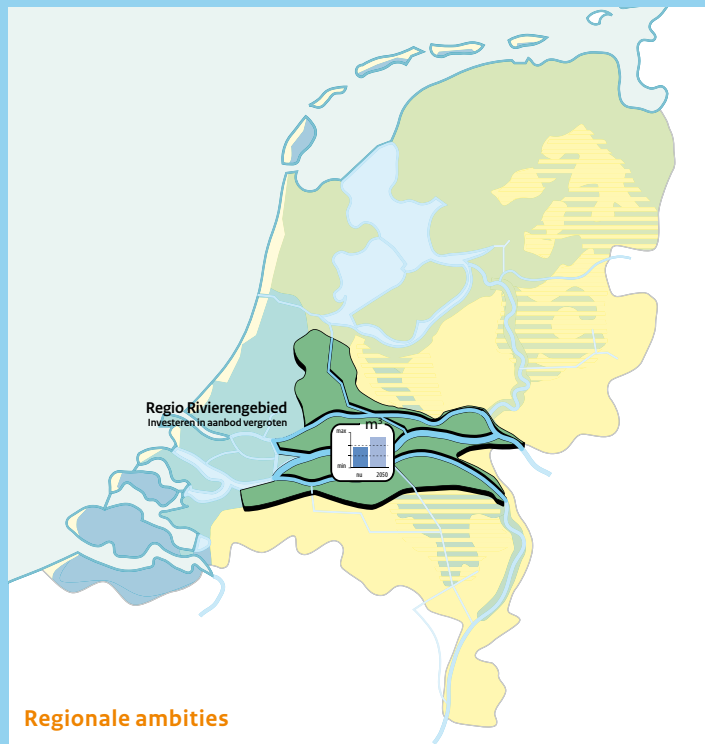 Regio Rivierengebied
Investeren in aanbod vergroten
m³
max
min
nu 2050
Regionale ambities